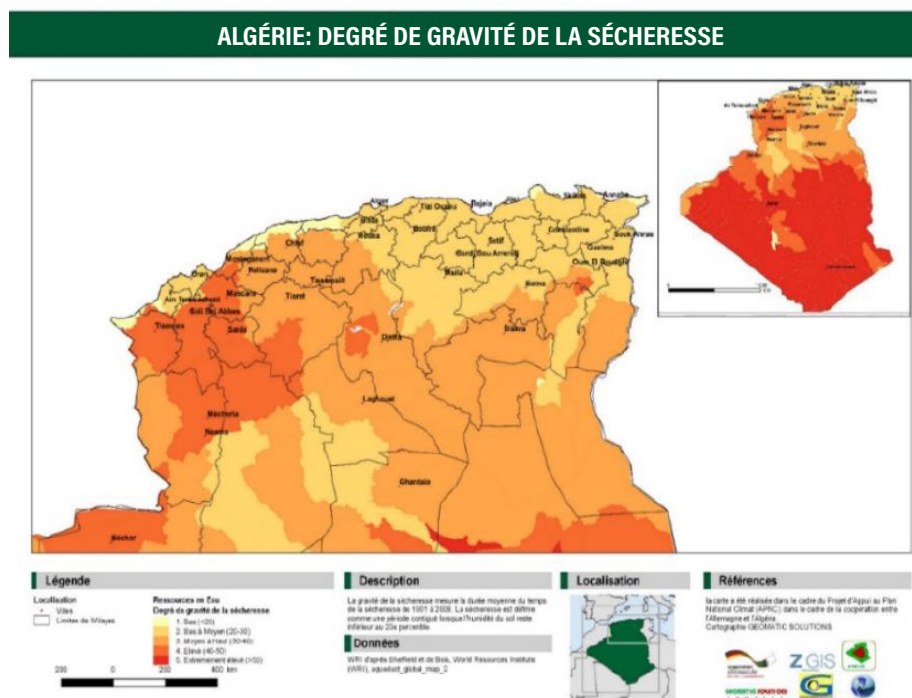 ALGÉRIE: DEGRÉ DE GRAVITÉ DE LA SÉCHERESSE
Alger
Tizi Ouzou
Bejaia
Skikda
Annaba
Blida
Médéa
Bouira
Constantine
Souk Ahras
Chlef
Setif
Guelma
Mostaganem
Bordj Bou Arreridj
Oum El Bouaghi
Oran
Relizane
Tissemsilt
Msila
Batna
Ain Temouchent
Mascara
Tiaret
Sidi Bel Abbes
Tlemcen
Saida
Djelfa
Biskra
Laghouat
Mécheria
Naama
Ghardaia
Béchar
Légende
Localisation
Villes
Limites de Wilayas
Ressources en Eau
Degré de gravité de la sécheresse
1. Bas (<20)
2. Bas à Moyen (20-30)
3. Moyen à Haut (30-40)
4. Elevé (40-50)
5. Extrêmement élevé (>50)
200 0 200 400 km
Description
La gravité de la sécheresse mesure la durée moyenne du temps
de la sécheresse de 1901 à 2008. La sécheresse est définie
comme une période contiguë lorsque l'humidité du sol reste
inférieur au 20e percentile.
Données
WRI d'après Sheffield et de Bois, World Resources Institute
(WRI), aqueduct_global_map_2
Localisation
Références
la carte a été réalisée dans le cadre du Projet d'Appui au Plan
National Climat (APNC) dans le cadre de la coopération entre
l'Allemagne et l'Algérie.
Cartographie GEOMATIC SOLUTIONS
Z GIS